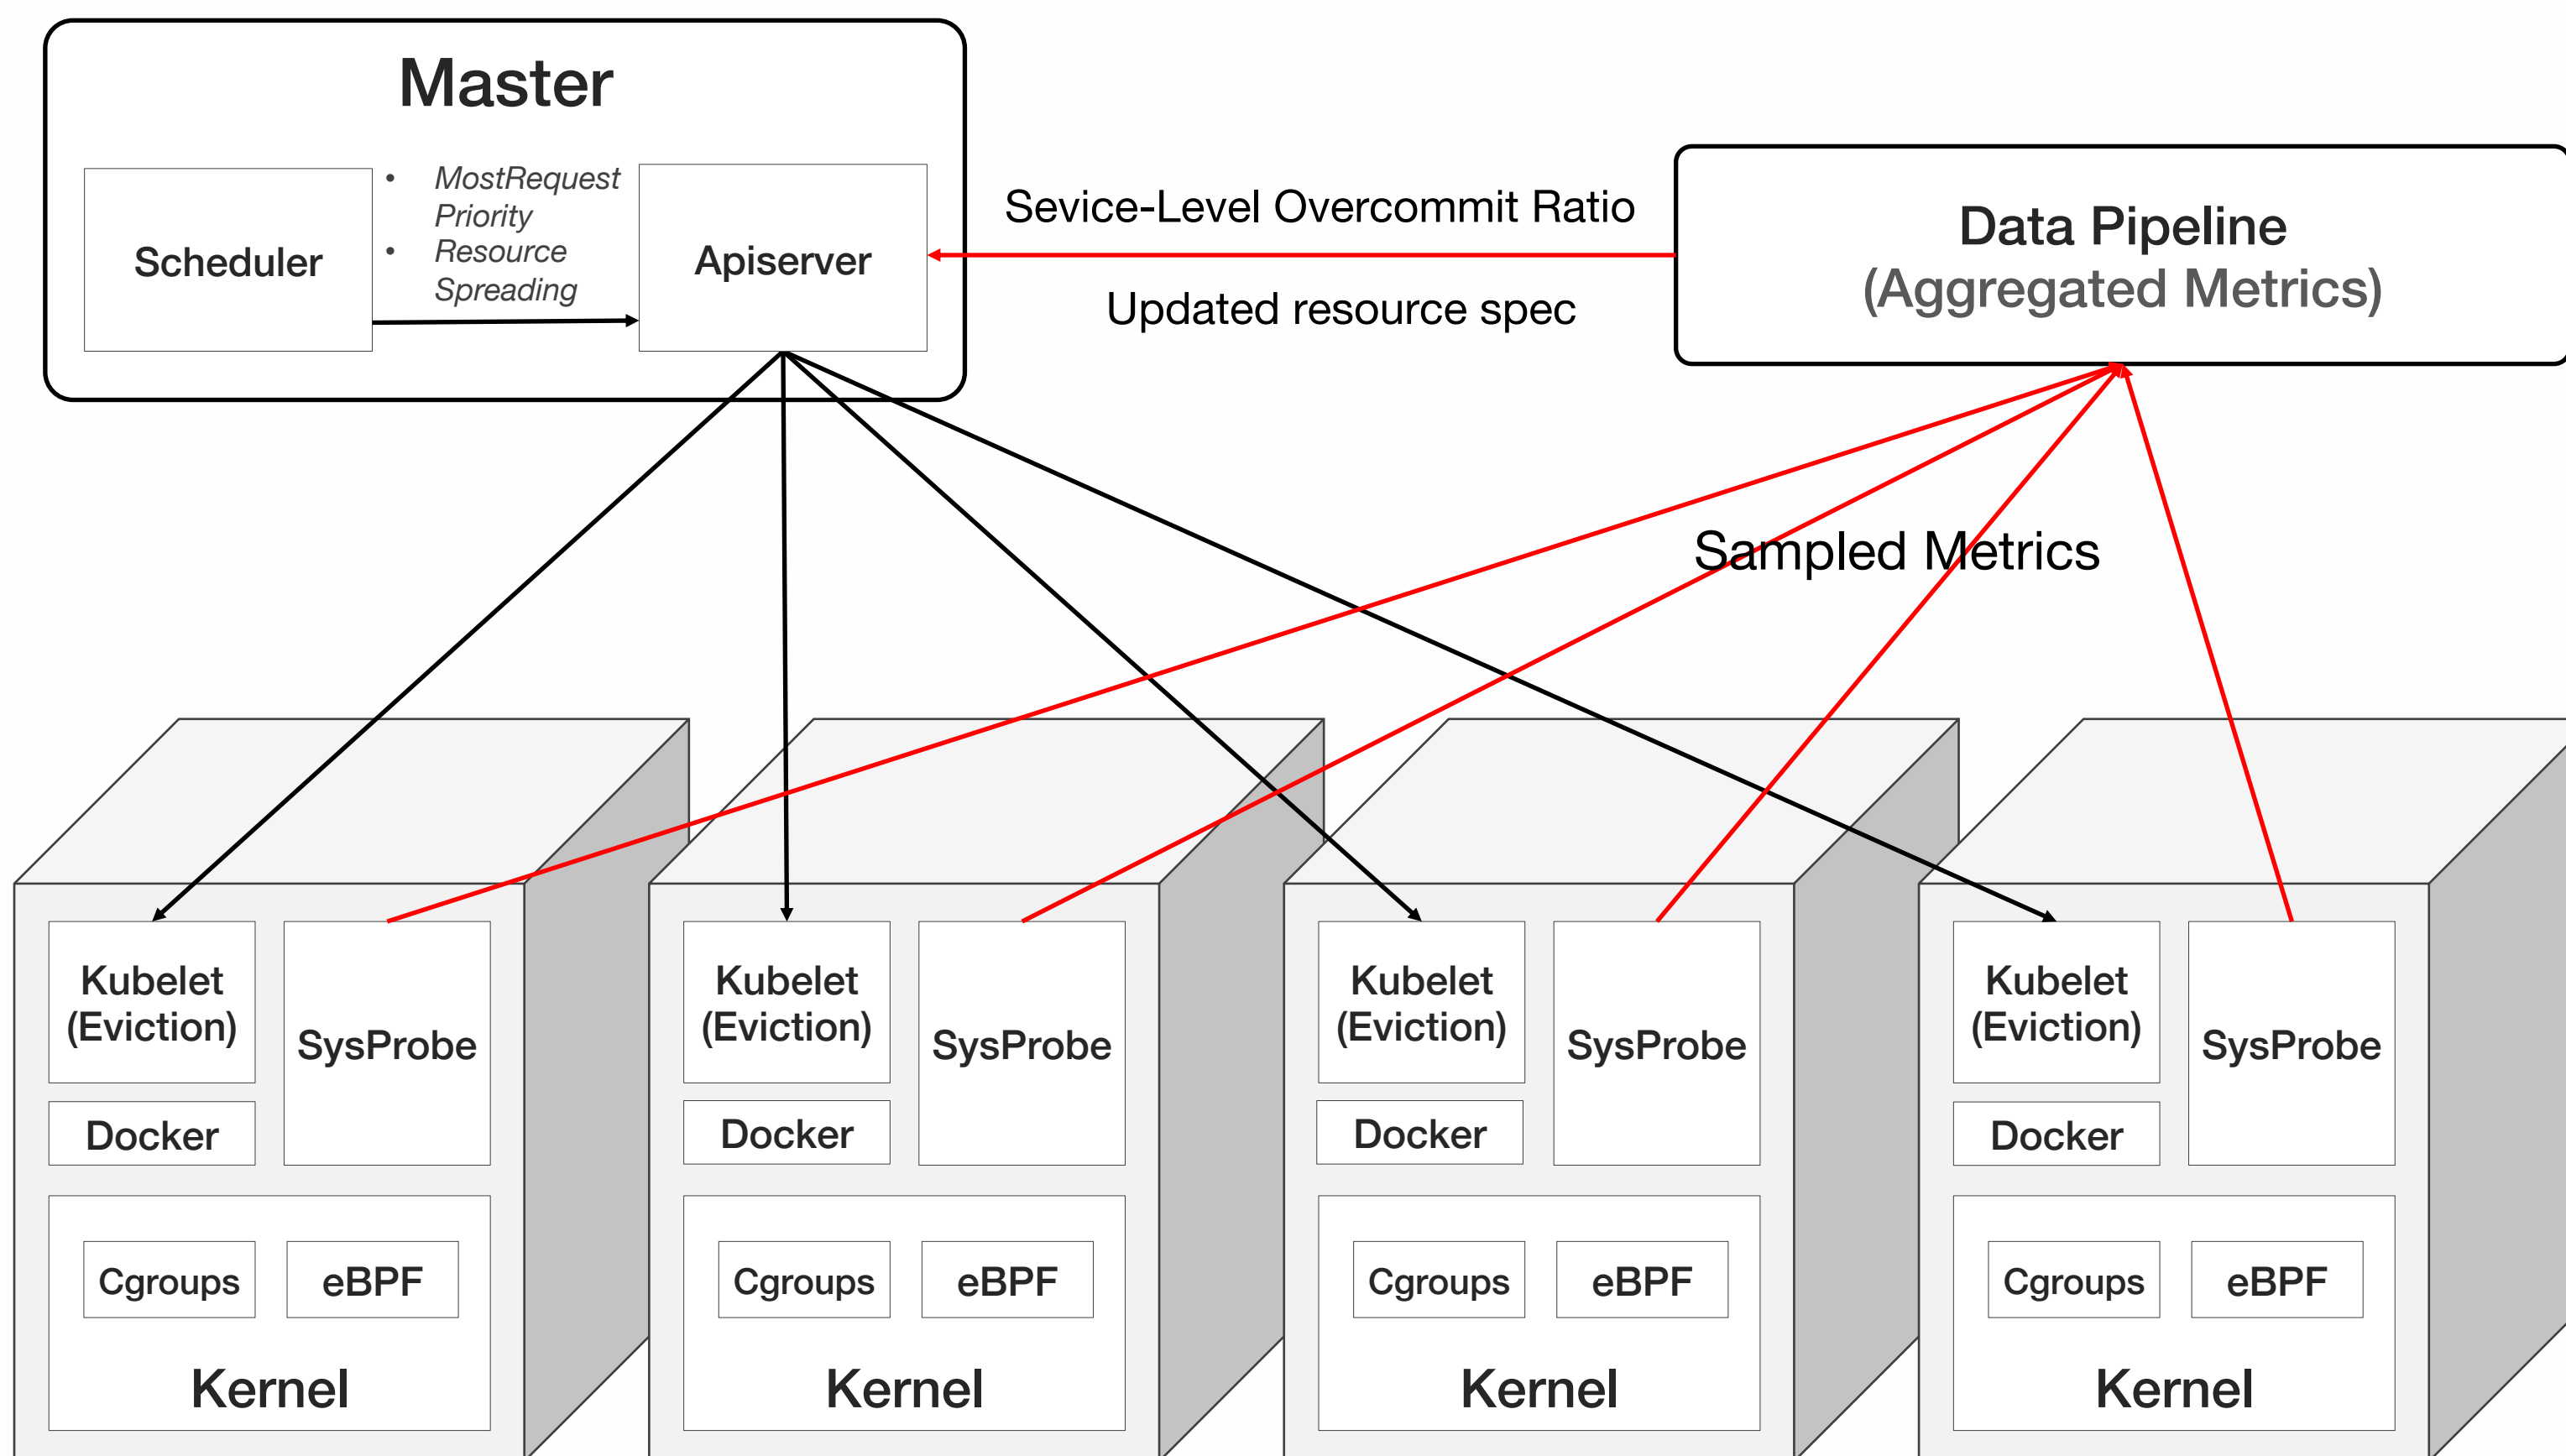 Master
Scheduler
• MostRequest
Priority
• Resource
Spreading
Apiserver
Sevice-Level Overcommit Ratio
Updated resource spec
Data Pipeline
(Aggregated Metrics)
Sampled Metrics
Kubelet
(Eviction)
SysProbe
Docker
Cgroups
eBPF
Kernel
Kubelet
(Eviction)
SysProbe
Docker
Cgroups
eBPF
Kernel
Kubelet
(Eviction)
SysProbe
Docker
Cgroups
eBPF
Kernel
Kubelet
(Eviction)
SysProbe
Docker
Cgroups
eBPF
Kernel